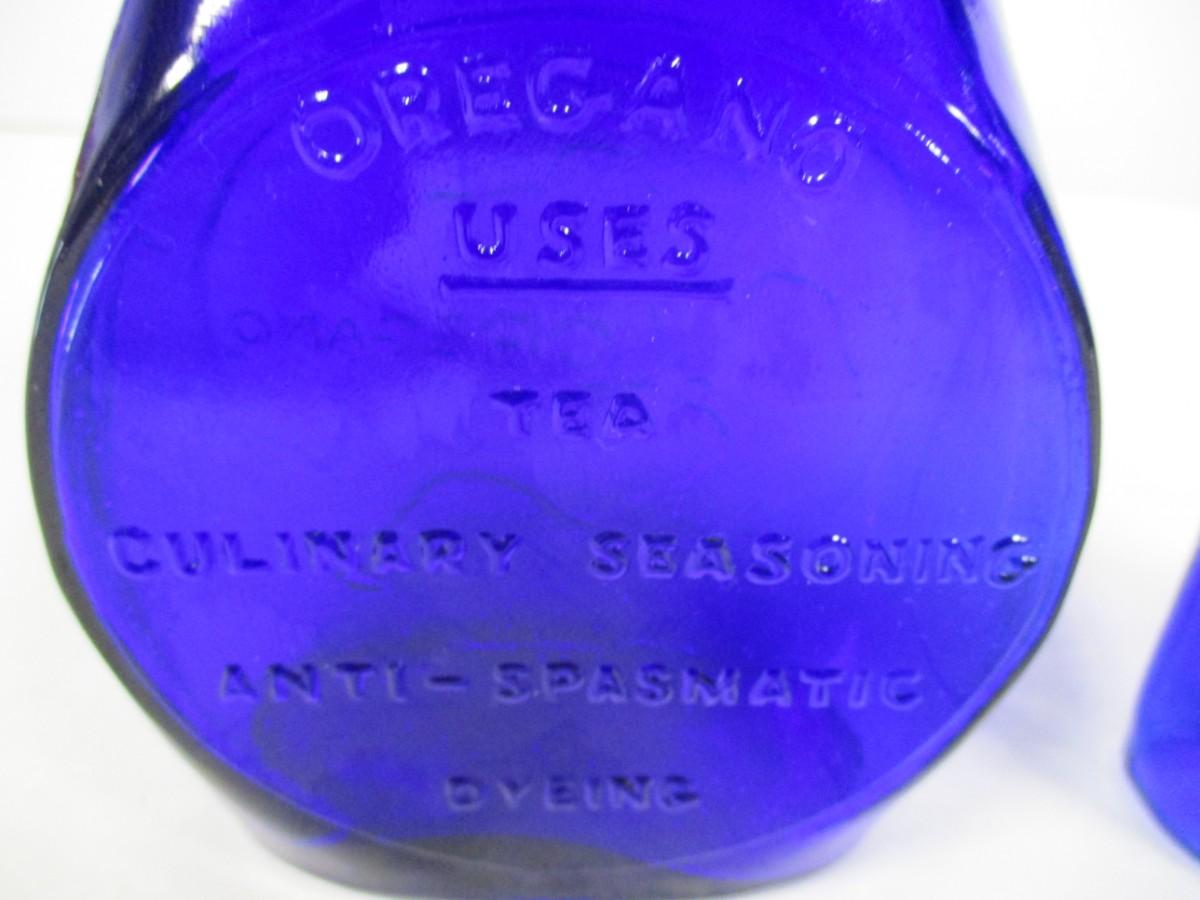 OREGANO
USES
TEA
CULINARY SEASONING
ANTI-SPASMATIC
DYEING